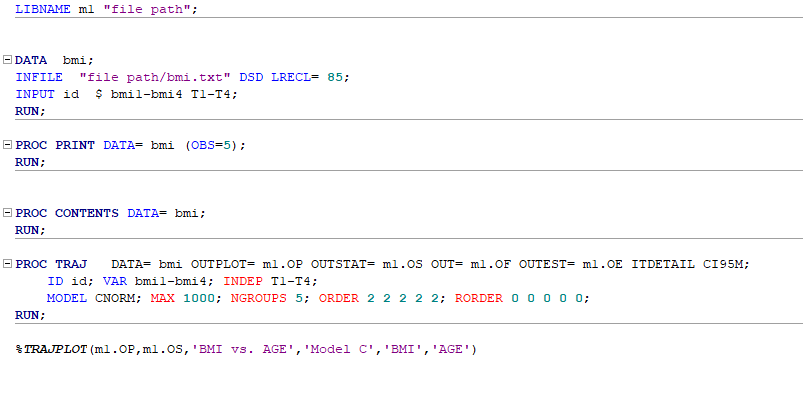 LIBNAME m1 "file path";
DATA bmi;
INFILE "file path/bmi.txt" DSD LRECL= 85;
INPUT id $ bmi1-bmi4 T1-T4;
RUN;
PROC PRINT DATA= bmi (OBS=5);
RUN;
PROC CONTENTS DATA= bmi;
RUN;
PROC TRAJ DATA= bmi OUTPLOT= m1.OP OUTSTAT= m1.OS OUT= m1.OF OUTEST= m1.OE ITDETAIL CI95M;
ID id; VAR bmi1-bmi4; INDEP T1-T4;
MODEL CNORM; MAX 1000; NGROUPS 5; ORDER 2 2 2 2 2; RORDER 0 0 0 0 0;
RUN;
%TRAJPLOT(m1.OP,m1.OS,'BMI vs. AGE','Model C','BMI','AGE')